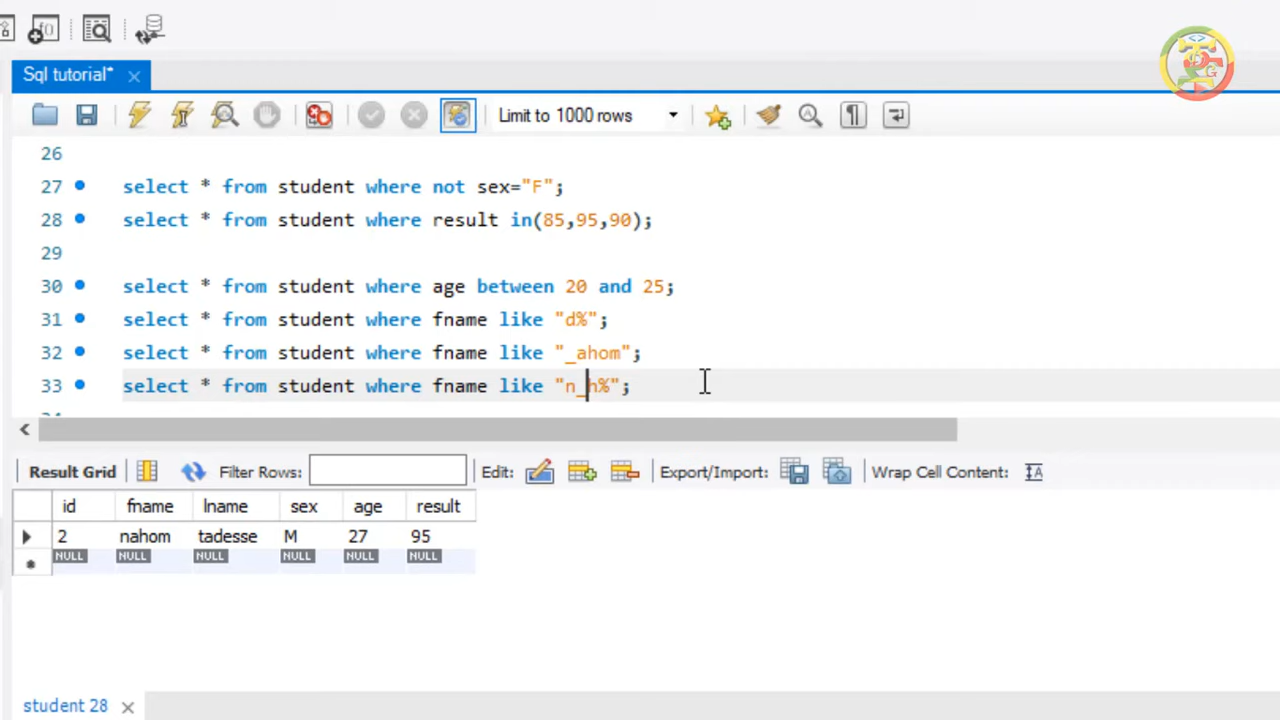 Sql tutorial*
Limit to 1000 rows
26
27 select * from student where not sex="F";
28 select * from student where result in(85,95,90);
29
30 select * from student where age between 20 and 25;
31 select * from student where fname like "d%";
32 select * from student where fname like "_ahom";
33 select * from student where fname like "n_h%";
Result Grid Filter Rows: Edit: Export/Import: Wrap Cell Content:
id fname lname sex age result
2 nahom tadesse M 27 95
NULL NULL NULL NULL NULL NULL
student 28